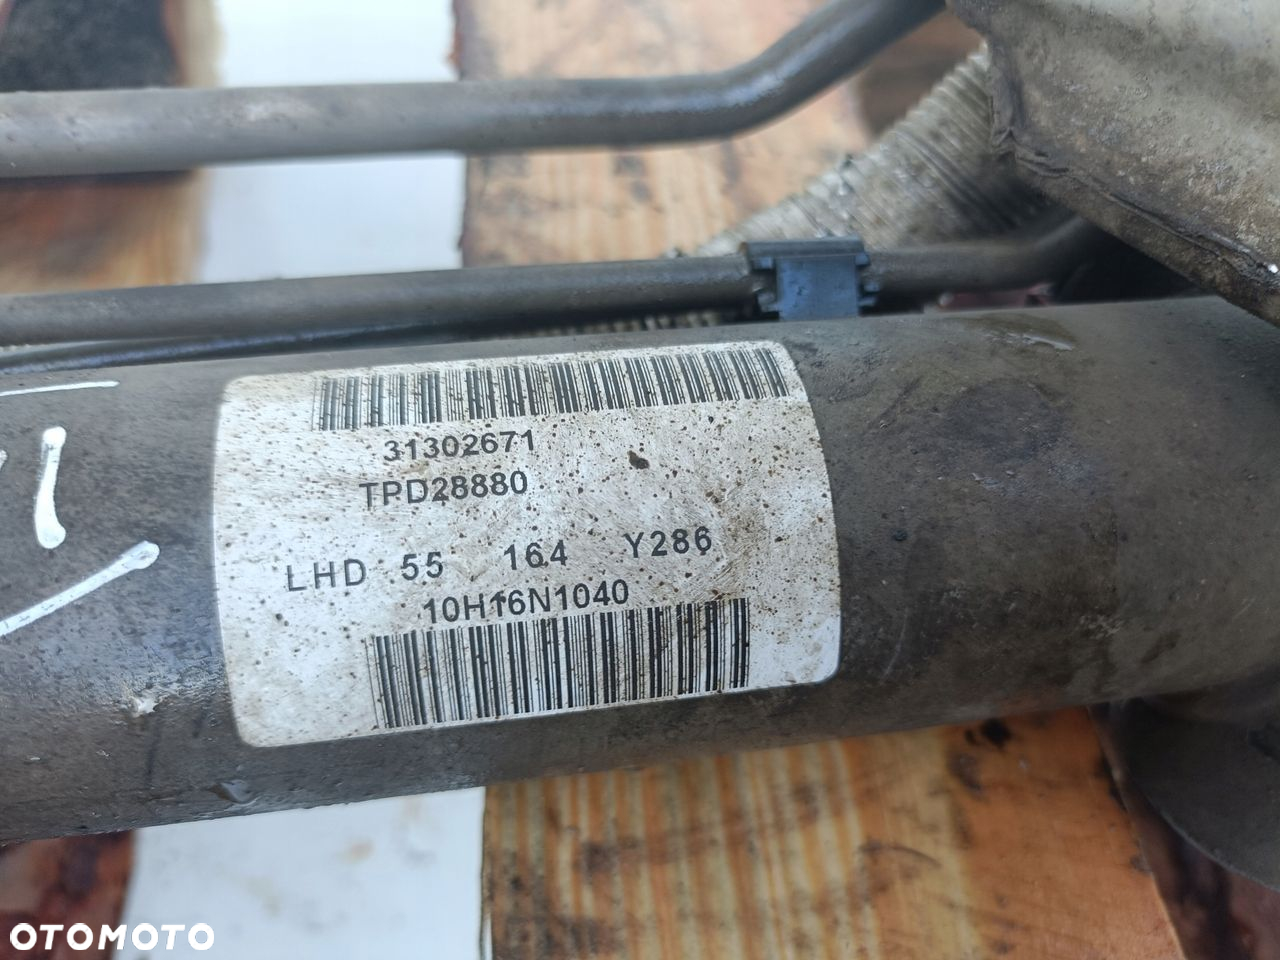 31302671
TPD28880
LHD 55 164 Y286
10H16N1040
OTOMOTO